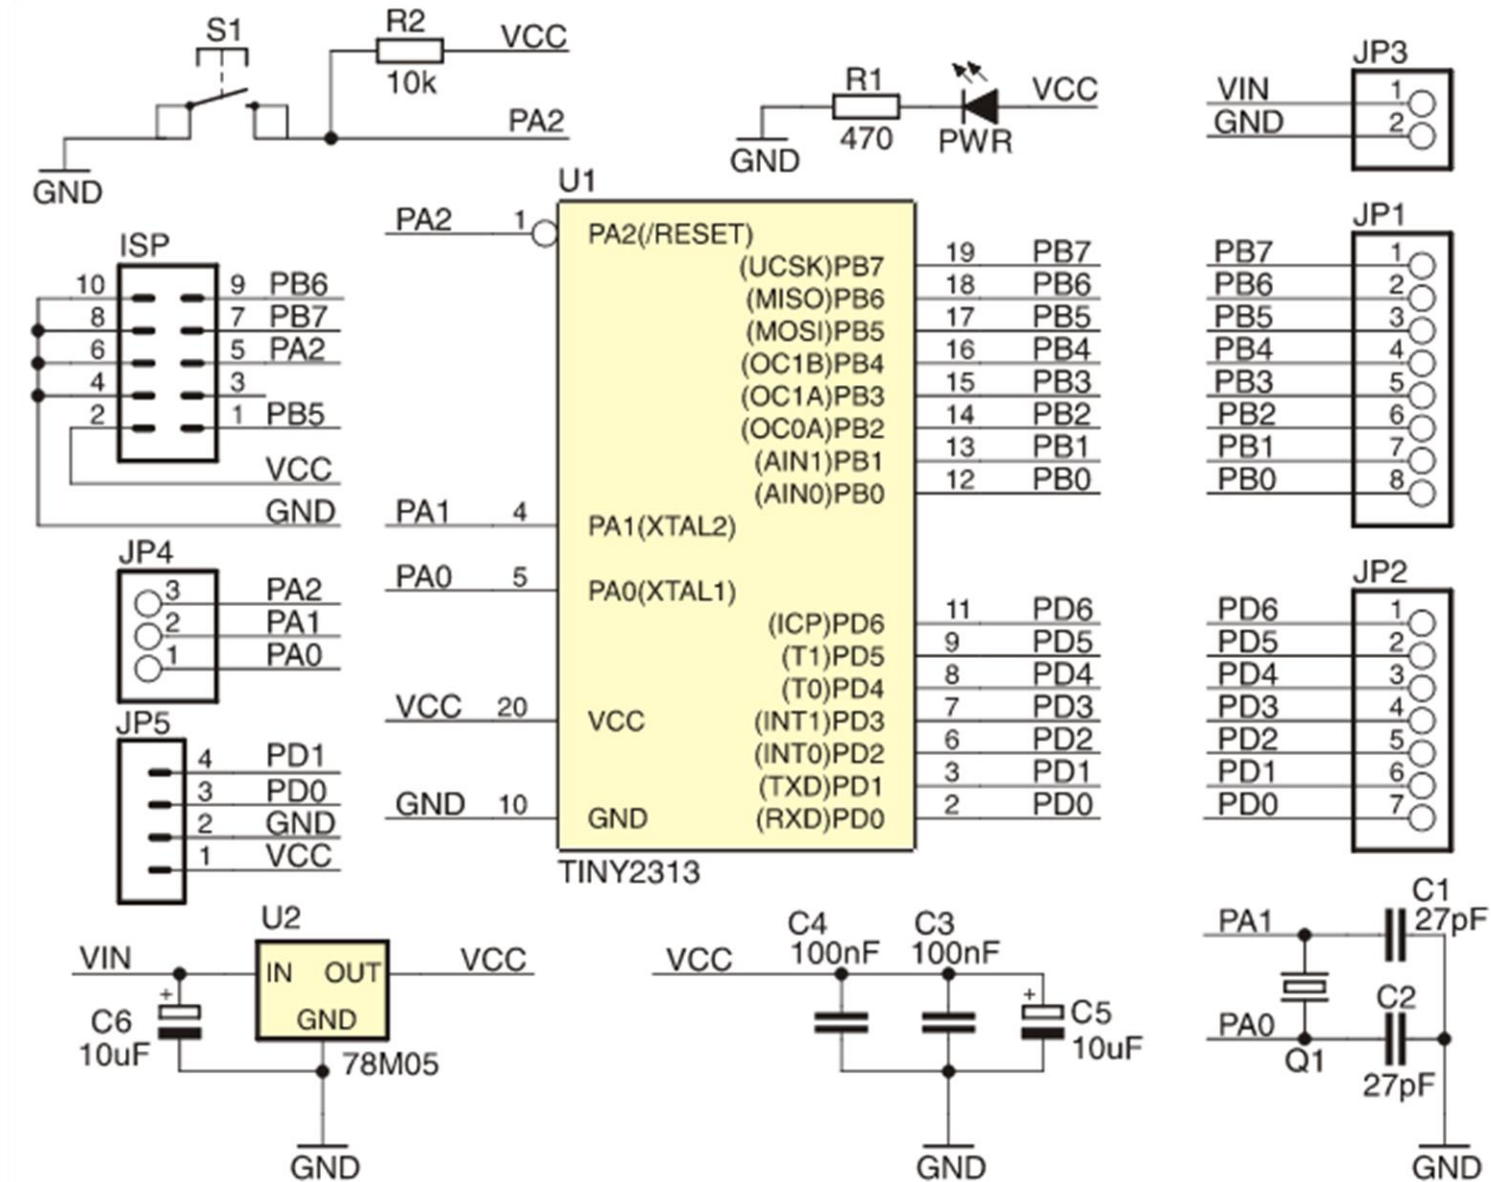 S1
R2
VCC
10k
PA2
GND
R1
VCC
470
PWR
GND
JP3
VIN 1
GND 2
U1
PA2 1 PA2(/RESET)
(UCSK)PB7 19 PB7
(MISO)PB6 18 PB6
(MOSI)PB5 17 PB5
(OC1B)PB4 16 PB4
(OC1A)PB3 15 PB3
(OC0A)PB2 14 PB2
(AIN1)PB1 13 PB1
(AIN0)PB0 12 PB0
PA1 4 PA1(XTAL2)
PA0 5 PA0(XTAL1)
(ICP)PD6 11 PD6
(T1)PD5 9 PD5
(T0)PD4 8 PD4
VCC 20 VCC (INT1)PD3 7 PD3
(INT0)PD2 6 PD2
(TXD)PD1 3 PD1
GND 10 GND (RXD)PD0 2 PD0
TINY2313
ISP
10 9 PB6
8 7 PB7
6 5 PA2
4 3
2 1 PB5
VCC
GND
JP4
3 PA2
2 PA1
1 PA0
JP5
4 PD1
3 PD0
2 GND
1 VCC
JP1
PB7 1
PB6 2
PB5 3
PB4 4
PB3 5
PB2 6
PB1 7
PB0 8
JP2
PD6 1
PD5 2
PD4 3
PD3 4
PD2 5
PD1 6
PD0 7
U2
VIN IN OUT VCC
+
GND
C6
10uF
78M05
GND
C4 C3
100nF 100nF
VCC
+
C5
10uF
GND
C1
27pF
PA1
C2
PA0
Q1
27pF
GND